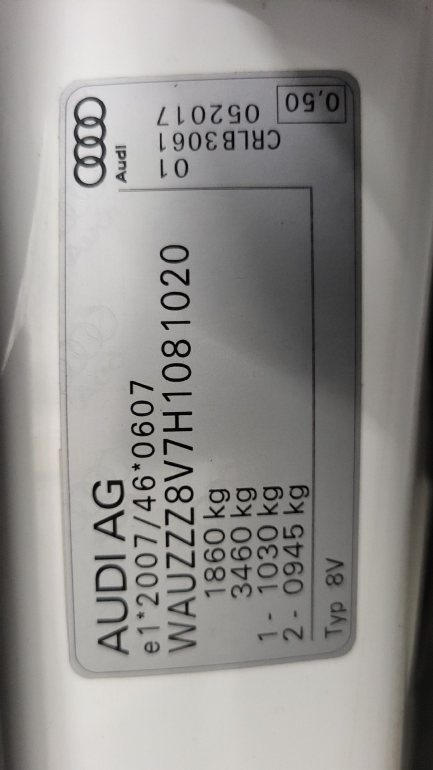 AUDI AG
e1*2007/46*0607
WAUZZZ8V7H1081020
1860 kg
3460 kg
1 - 1030 kg
2 - 0945 kg
Typ 8V
Audi
01
CRLB3061
052017
0,50